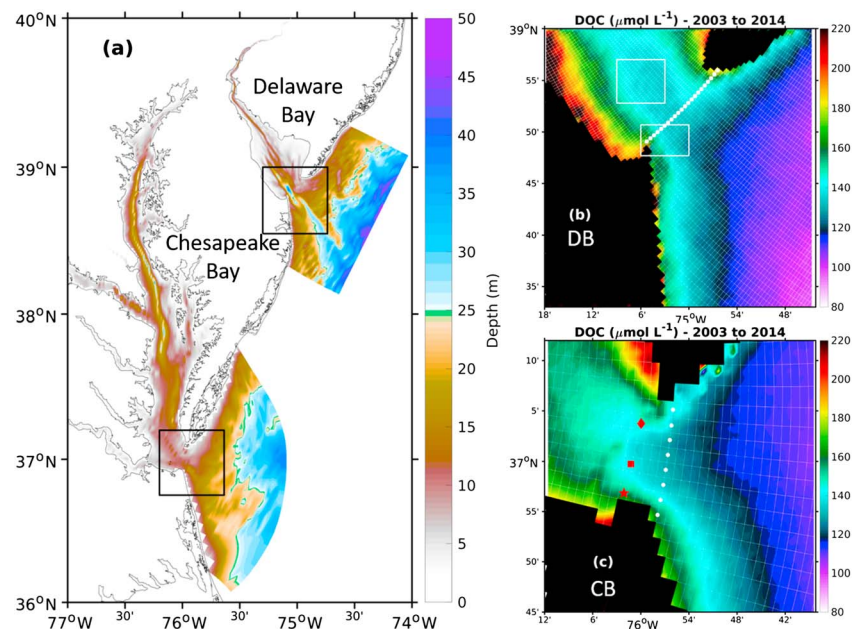 (a)
Delaware
Bay
Chesapeake
Bay
40°N
39°N
38°N
37°N
36°N
77°W 30' 76°W 30' 75°W 30' 74°W
50
45
40
35
30
25
20
15
10
5
0
Depth (m)
DOC (μmol L⁻¹) - 2003 to 2014
39°N
55'
50'
45'
40'
35'
18' 12' 6' 75°W 54' 48'
(b)
DB
220
200
180
160
140
120
100
80
DOC (μmol L⁻¹) - 2003 to 2014
10'
5'
37°N
55'
50'
45'
12' 6' 76°W 54' 48' 42'
(c)
CB
220
200
180
160
140
120
100
80